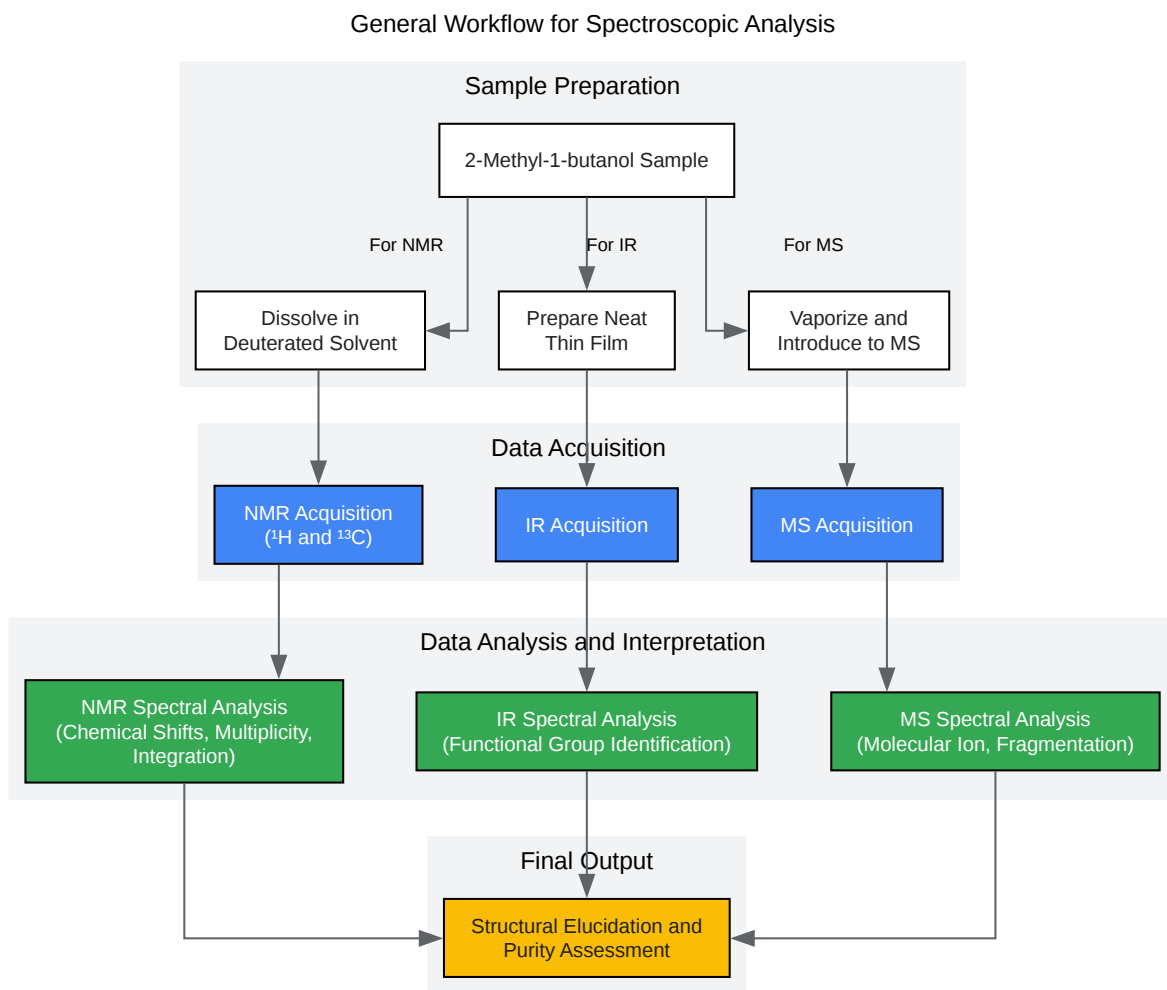 General Workflow for Spectroscopic Analysis
Sample Preparation
2-Methyl-1-butanol Sample
For NMR
For IR
For MS
Dissolve in
Deuterated Solvent
Prepare Neat
Thin Film
Vaporize and
Introduce to MS
Data Acquisition
NMR Acquisition
(¹H and ¹³C)
IR Acquisition
MS Acquisition
Data Analysis and Interpretation
NMR Spectral Analysis
(Chemical Shifts, Multiplicity,
Integration)
IR Spectral Analysis
(Functional Group Identification)
MS Spectral Analysis
(Molecular Ion, Fragmentation)
Final Output
Structural Elucidation and
Purity Assessment